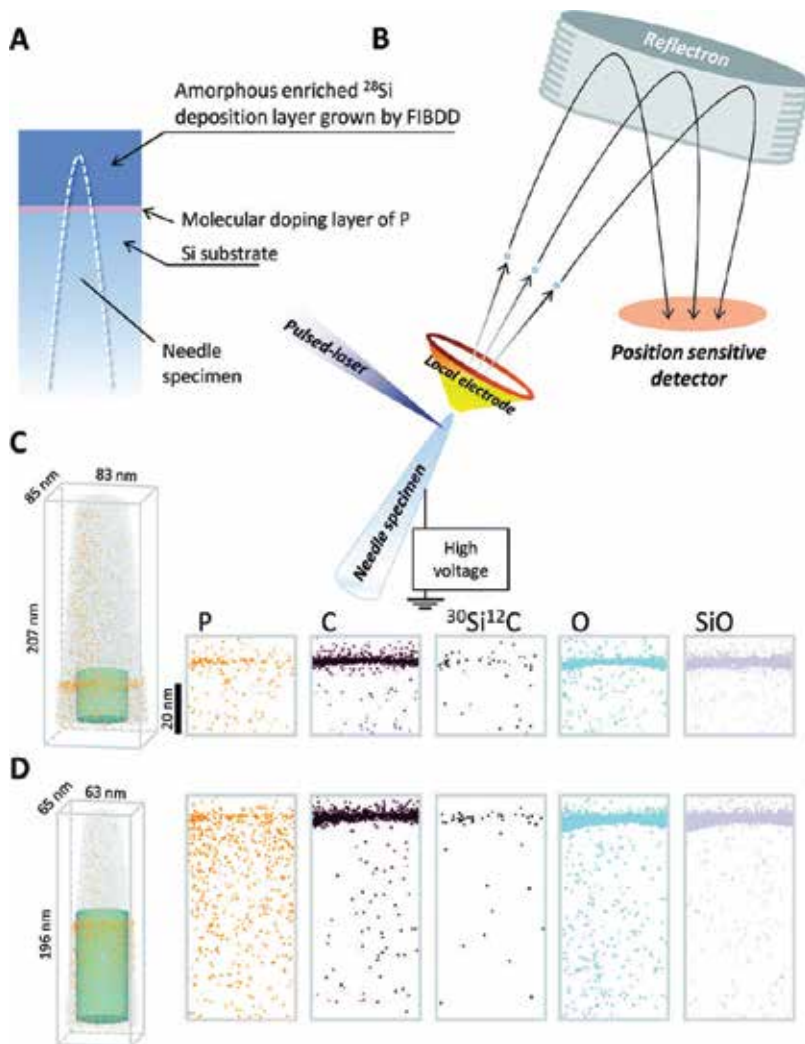 A
Amorphous enriched ²⁸Si
deposition layer grown by FIBDD
Molecular doping layer of P
Si substrate
Needle
specimen
B
Reflectron
Pulsed-laser
Local electrode
Position sensitive
detector
Needle specimen
High
voltage
C
85 nm
83 nm
207 nm
20 nm
P
C
³⁰Si¹²C
O
SiO
D
65 nm
63 nm
196 nm